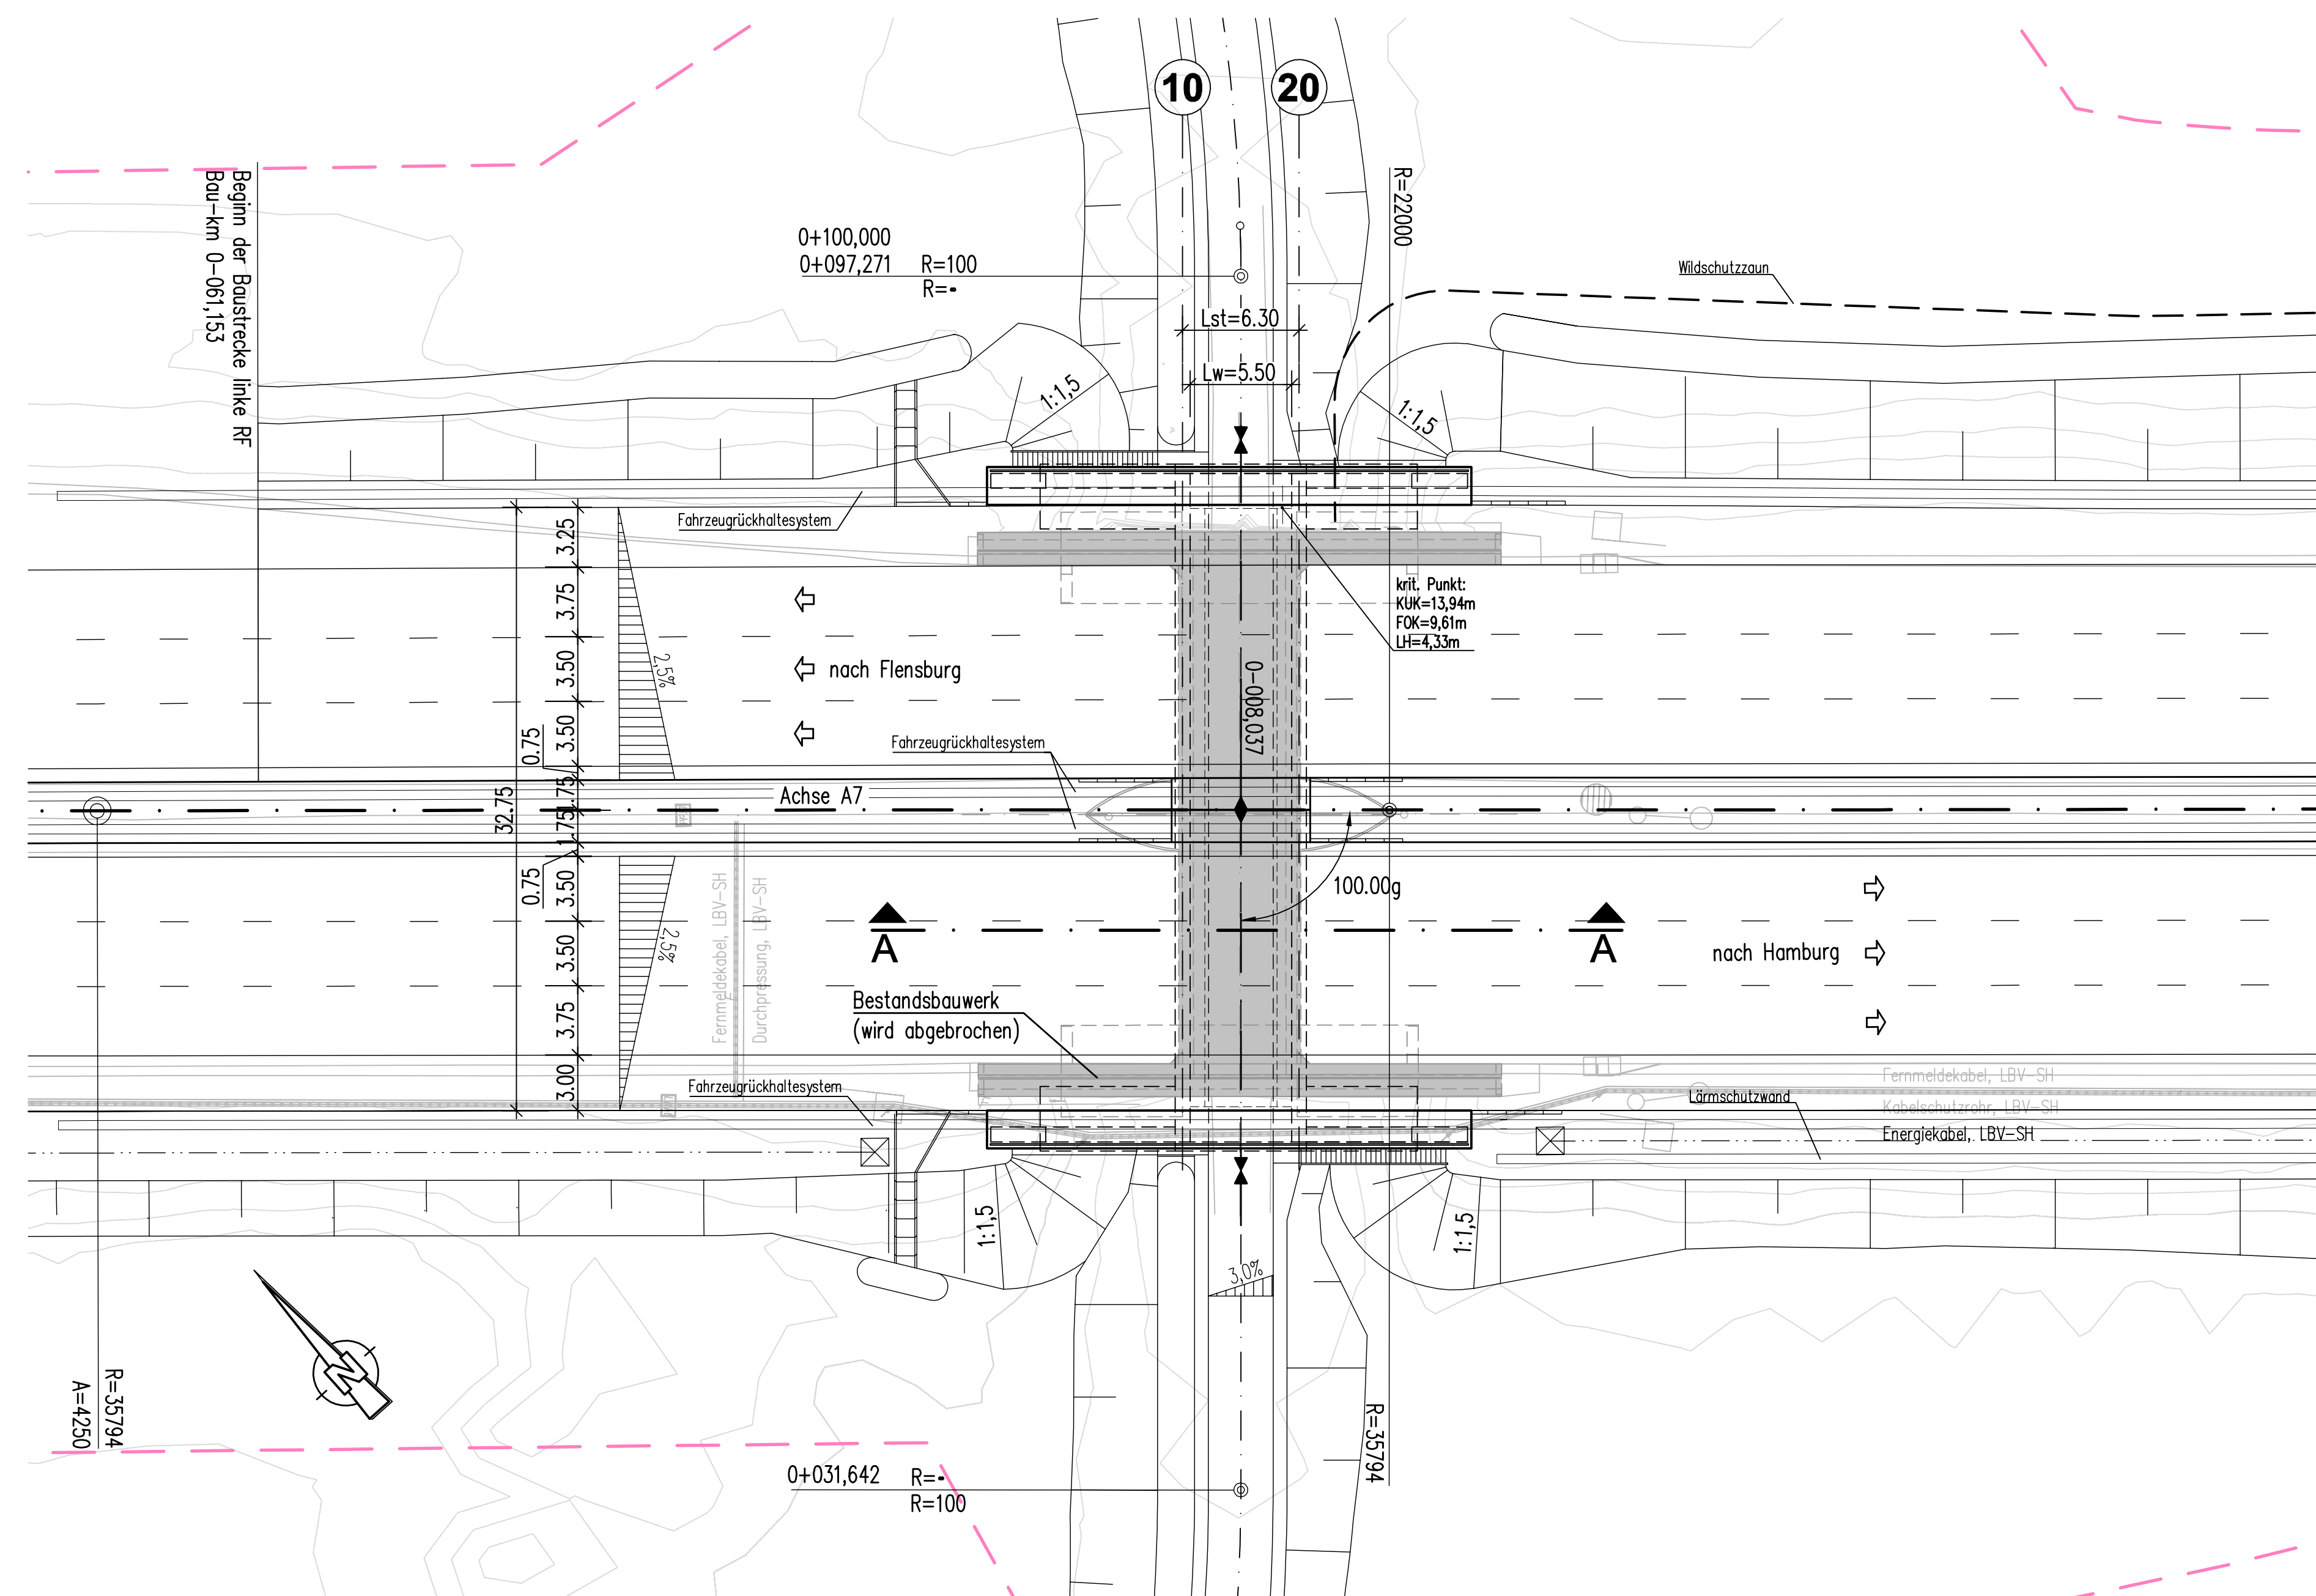 10
20
Beginn der Baustrecke linke RF
Bau-km 0-061,153
R=22000
0+100,000
0+097,271 R=100
R=-
Wildschutzzaun
Lst=6.30
Lw=5.50
1:1,5
1:1,5
Fahrzeugrückhaltesystem
3.25
3.75
3.50
3.50
0.75
1.75
1.75
32.75
0.75
3.50
3.50
3.75
3.00
2,5%
2,5%
krit. Punkt:
KUK=13,94m
FOK=9,61m
LH=4,33m
nach Flensburg
0-008,037
Fahrzeugrückhaltesystem
Achse A7
100.00g
A
A
nach Hamburg
Fernmeldekabel, LBV-SH
Durchpressung, LBV-SH
Bestandsbauwerk
(wird abgebrochen)
Fahrzeugrückhaltesystem
Fernmeldekabel, LBV-SH
Lärmschutzwand
Kabelschutzrohr, LBV-SH
Energiekabel, LBV-SH
1:1,5
1:1,5
3,0%
N
R=35794
A=4250
R=35794
0+031,642 R=-
R=100